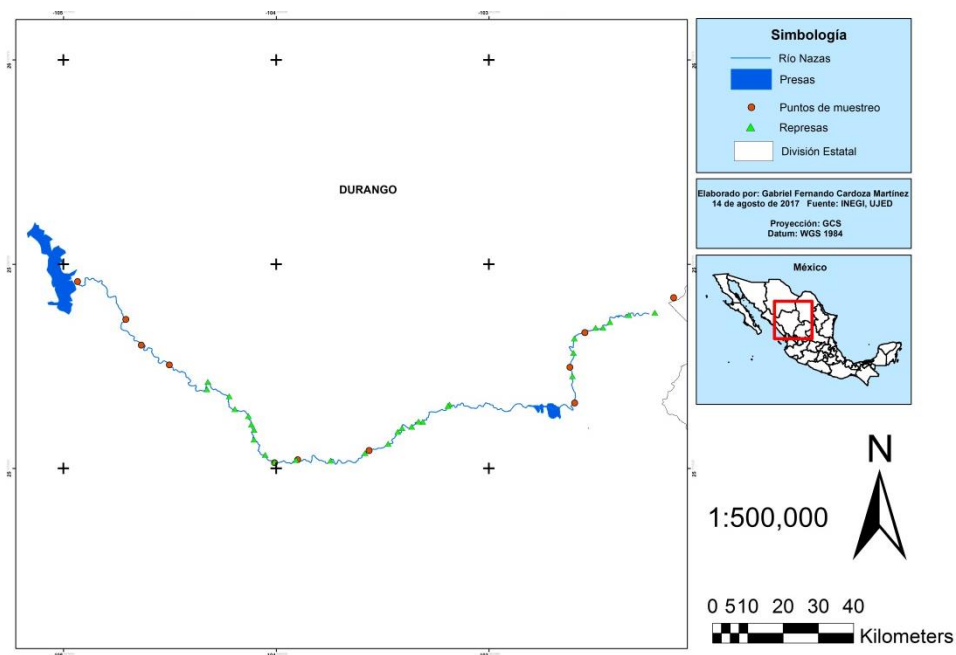 DURANGO
Simbología
Río Nazas
Presas
Puntos de muestreo
Represas
División Estatal
Elaborado por: Gabriel Fernando Cardoza Martínez
14 de agosto de 2017 Fuente: INEGI, UJED
Proyección: GCS
Datum: WGS 1984
México
N
1:500,000
0 5 10 20 30 40
Kilometers